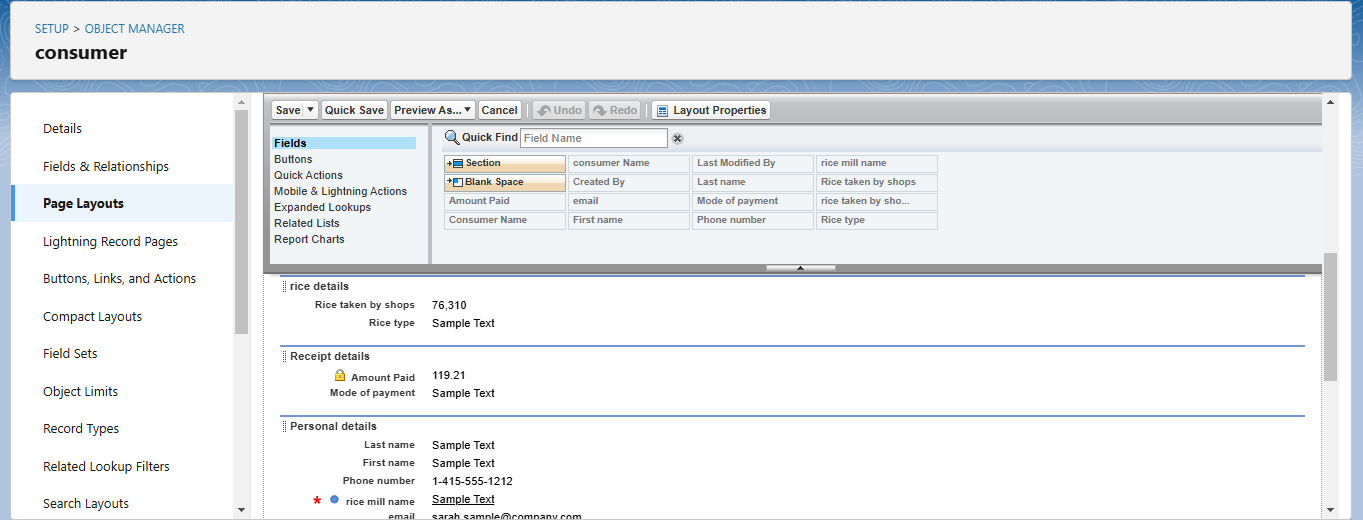 SETUP > OBJECT MANAGER
consumer
Details
Fields & Relationships
Page Layouts
Lightning Record Pages
Buttons, Links, and Actions
Compact Layouts
Field Sets
Object Limits
Record Types
Related Lookup Filters
Search Layouts
Save Quick Save Preview As... Cancel Undo Redo Layout Properties
Fields
Buttons
Quick Actions
Mobile & Lightning Actions
Expanded Lookups
Related Lists
Report Charts
Quick Find Field Name
Section consumer Name Last Modified By rice mill name
Blank Space Created By Last name Rice taken by shops
Amount Paid email Mode of payment rice taken by sho...
Consumer Name First name Phone number Rice type
rice details
Rice taken by shops 76,310
Rice type Sample Text
Receipt details
Amount Paid 119.21
Mode of payment Sample Text
Personal details
Last name Sample Text
First name Sample Text
Phone number 1-415-555-1212
* rice mill name Sample Text
email sarah.sample@company.com